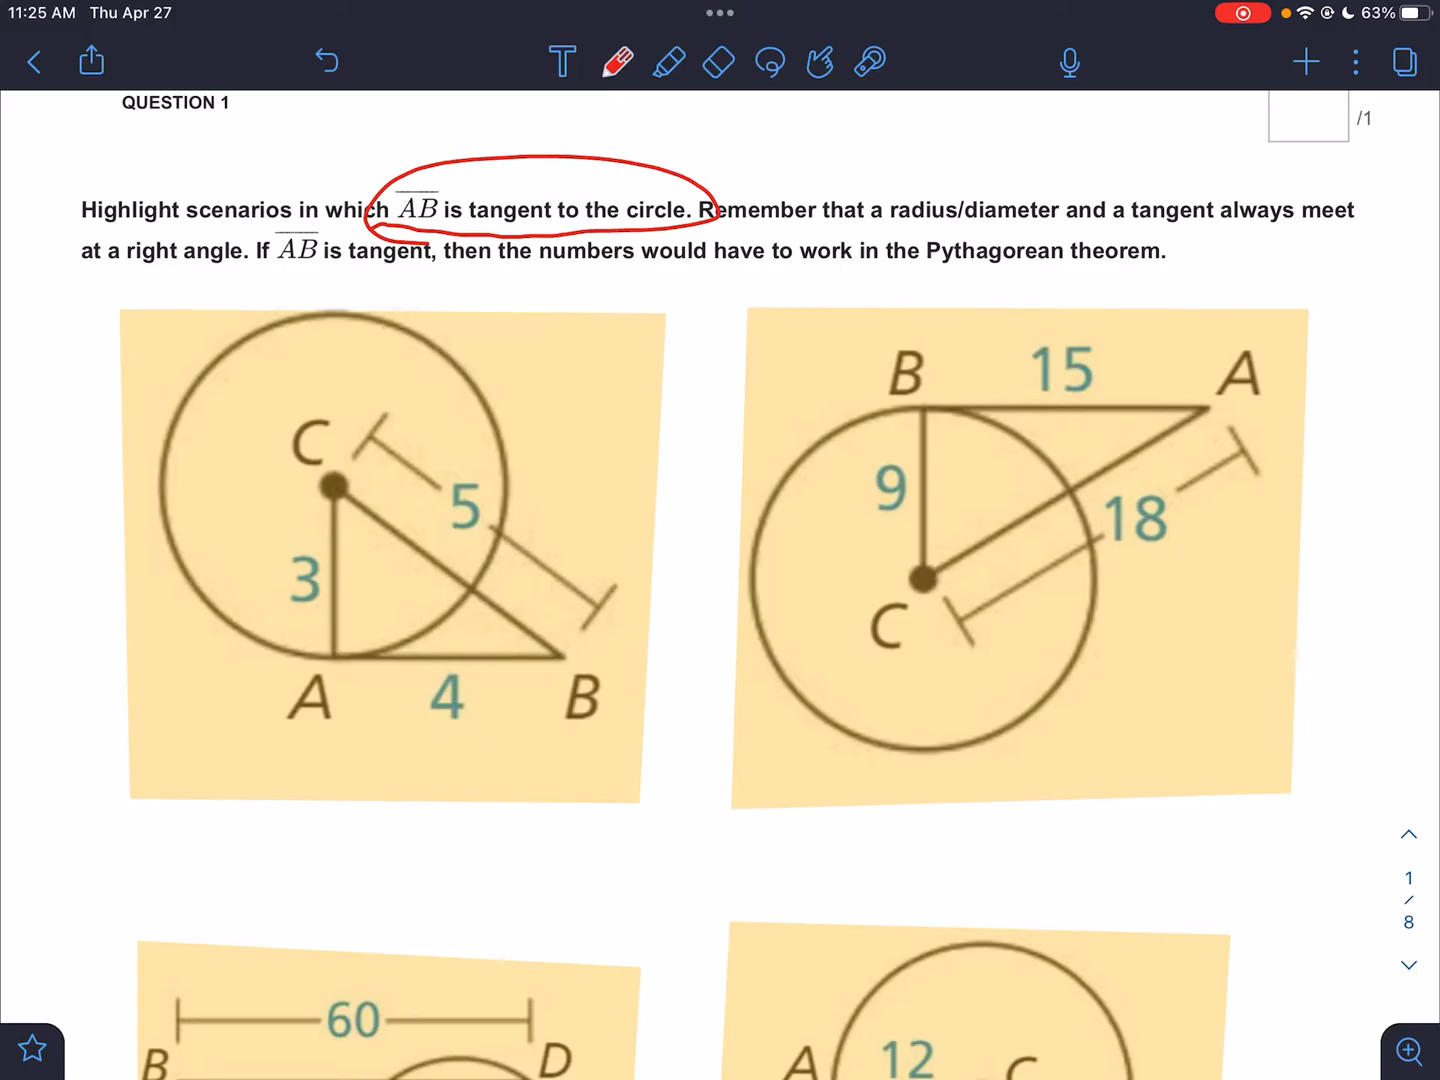 11:25 AM Thu Apr 27
63%
T
QUESTION 1
/1
Highlight scenarios in which AB is tangent to the circle. Remember that a radius/diameter and a tangent always meet
at a right angle. If AB is tangent, then the numbers would have to work in the Pythagorean theorem.
C
5
3
A 4 B
B 15 A
9
18
C
1
/
8
60
B D
A 12 C